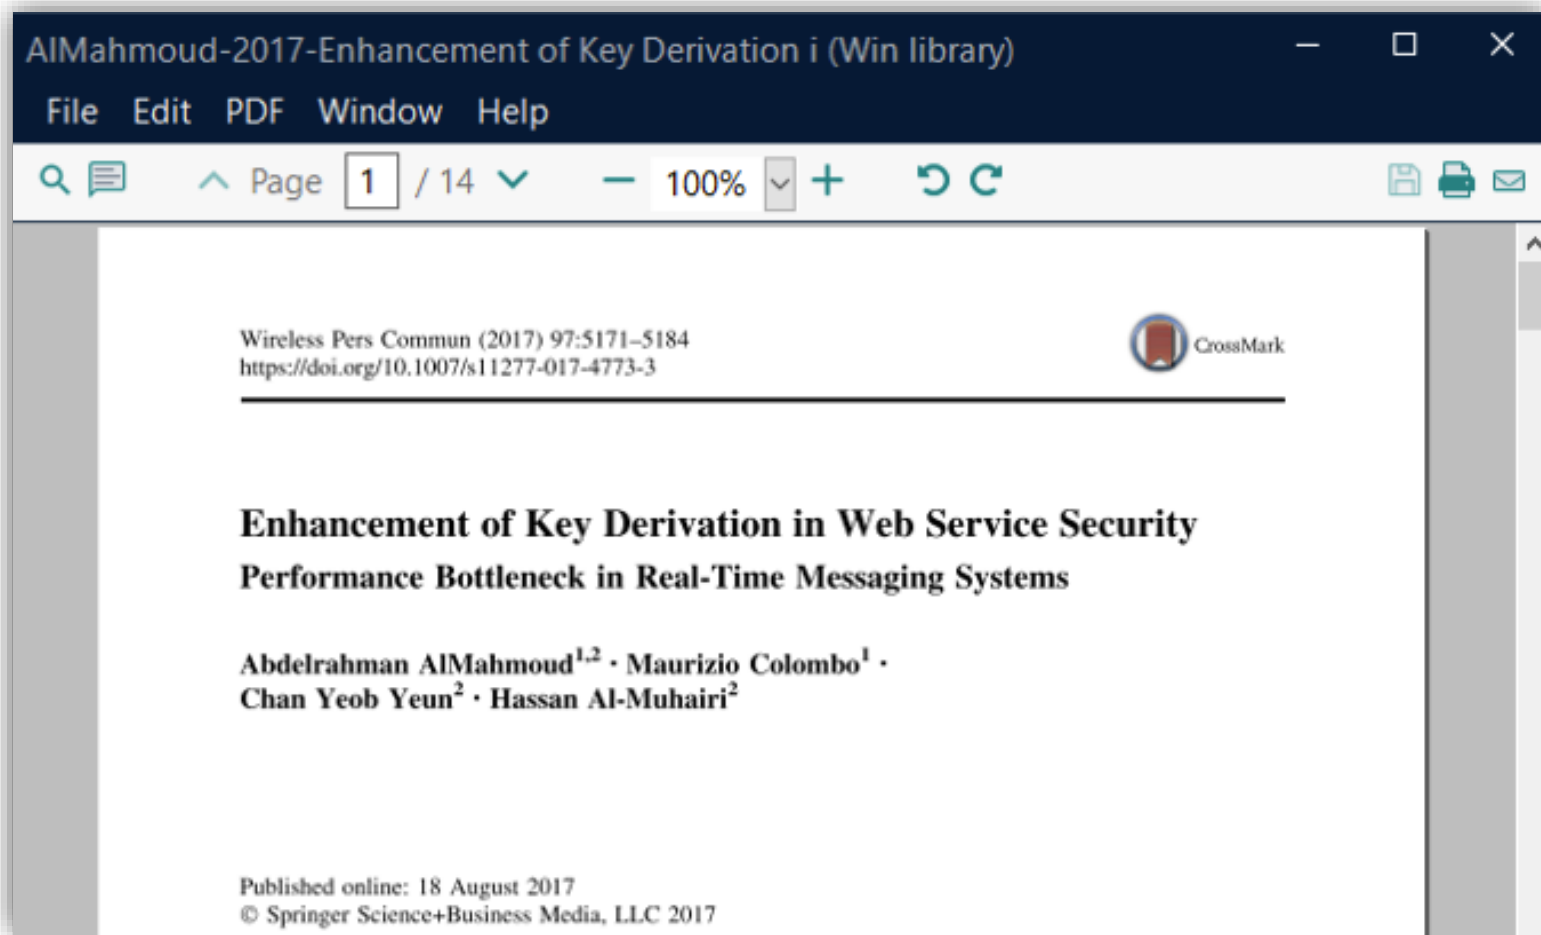 AlMahmoud-2017-Enhancement of Key Derivation i (Win library)
File Edit PDF Window Help
Page 1 / 14 100%
Wireless Pers Commun (2017) 97:5171–5184
https://doi.org/10.1007/s11277-017-4773-3
CrossMark
Enhancement of Key Derivation in Web Service Security
Performance Bottleneck in Real-Time Messaging Systems
Abdelrahman AlMahmoud1,2 · Maurizio Colombo1 ·
Chan Yeob Yeun2 · Hassan Al-Muhairi2
Published online: 18 August 2017
© Springer Science+Business Media, LLC 2017